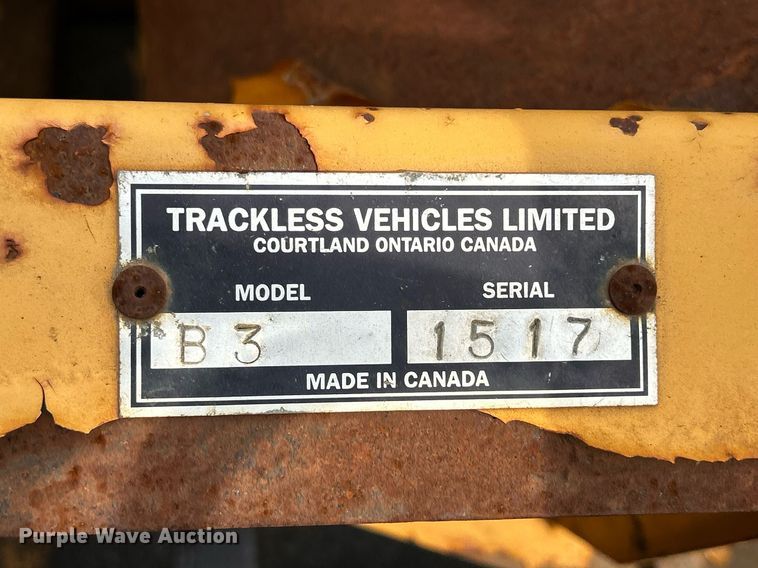 TRACKLESS VEHICLES LIMITED
COURTLAND ONTARIO CANADA
MODEL SERIAL
B3 1517
MADE IN CANADA
Purple Wave Auction